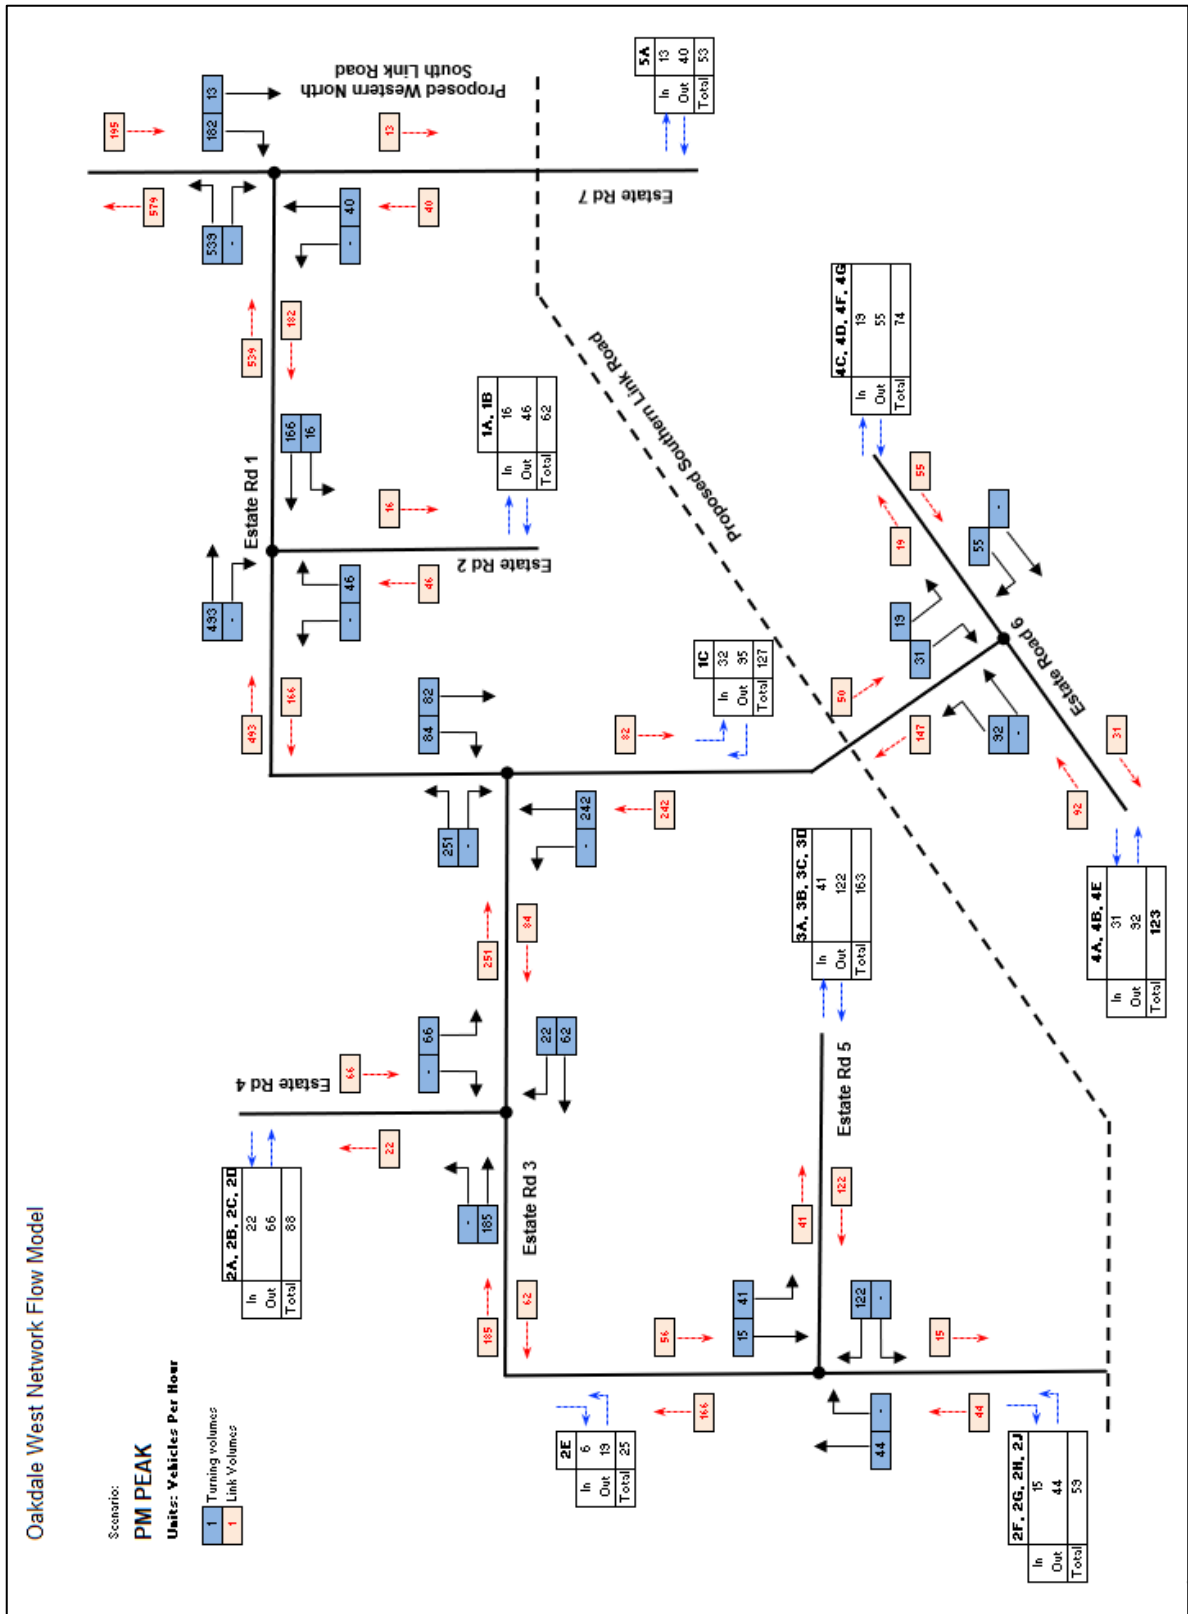 Oakdale West Network Flow Model
Scenario:
PM PEAK
Units: Vehicles Per Hour
1 Turning volumes
1 Link Volumes
195
182 13
Proposed Western North
South Link Road
579
13
539
-
- 40
40
Estate Rd 7
5A
In 13
Out 40
Total 53
539
182
Estate Rd 1
166
16
16
1A, 1B
In 16
Out 46
Total 62
493
-
- 46
46
Estate Rd 2
493
166
84 82
82
1C
In 32
Out 95
Total 127
Proposed Southern Link Road
4C, 4D, 4F, 4G
In 19
Out 55
Total 74
55
19
55
-
19
31
50
147
92
-
Estate Road 6
31
92
4A, 4B, 4E
In 31
Out 92
Total 123
251
-
- 242
242
251
84
Estate Rd 4
66
- 66
22
62
22
2A, 2B, 2C, 2D
In 22
Out 66
Total 88
-
185
Estate Rd 3
185
62
3A, 3B, 3C, 3D
In 41
Out 122
Total 163
Estate Rd 5
41
122
56
15 41
122
-
15
166
2E
In 6
Out 19
Total 25
44 -
44
2F, 2G, 2H, 2J
In 15
Out 44
Total 59